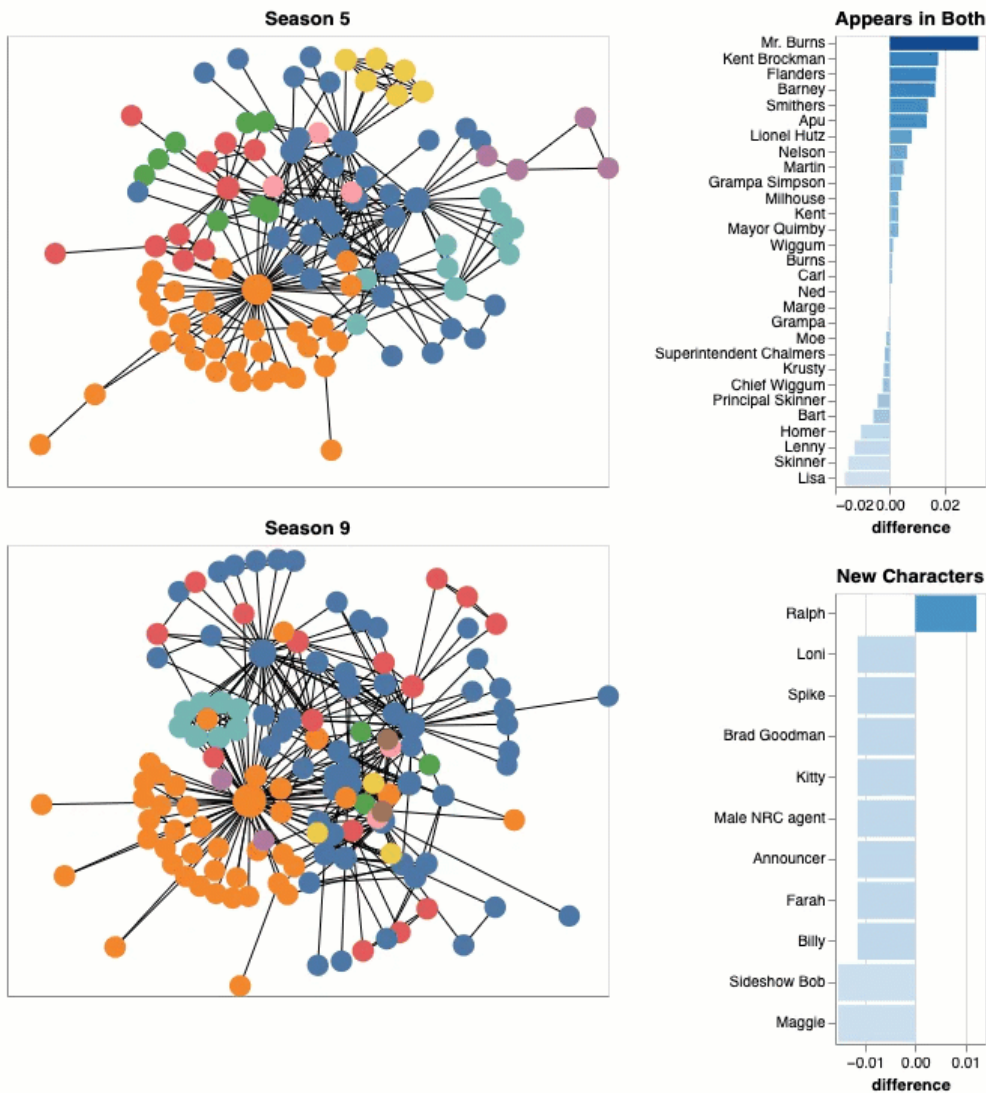 Season 5
Appears in Both
Mr. Burns
Kent Brockman
Flanders
Barney
Smithers
Apu
Lionel Hutz
Nelson
Martin
Grampa Simpson
Milhouse
Kent
Mayor Quimby
Wiggum
Burns
Carl
Ned
Marge
Grampa
Moe
Superintendent Chalmers
Krusty
Chief Wiggum
Principal Skinner
Bart
Homer
Lenny
Skinner
Lisa
−0.02 0.00 0.02
difference
Season 9
New Characters
Ralph
Loni
Spike
Brad Goodman
Kitty
Male NRC agent
Announcer
Farah
Billy
Sideshow Bob
Maggie
−0.01 0.00 0.01
difference